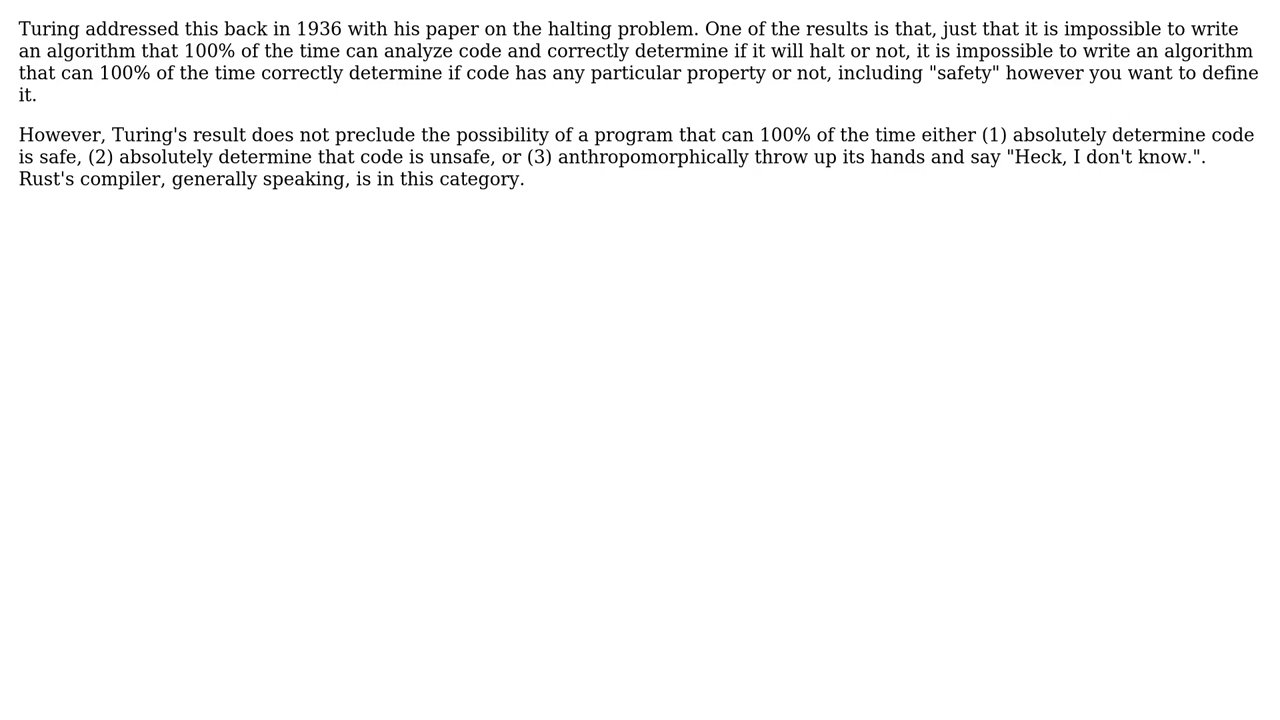 Turing addressed this back in 1936 with his paper on the halting problem. One of the results is that, just that it is impossible to write
an algorithm that 100% of the time can analyze code and correctly determine if it will halt or not, it is impossible to write an algorithm
that can 100% of the time correctly determine if code has any particular property or not, including "safety" however you want to define
it.
However, Turing's result does not preclude the possibility of a program that can 100% of the time either (1) absolutely determine code
is safe, (2) absolutely determine that code is unsafe, or (3) anthropomorphically throw up its hands and say "Heck, I don't know.".
Rust's compiler, generally speaking, is in this category.